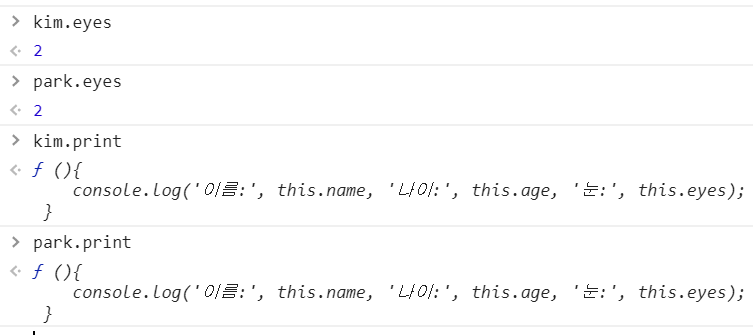 > kim.eyes
2
> park.eyes
2
> kim.print
f (){
console.log('이름:', this.name, '나이:', this.age, '눈:', this.eyes);
}
> park.print
f (){
console.log('이름:', this.name, '나이:', this.age, '눈:', this.eyes);
}